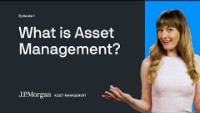 Episode 1
What is Asset
Management?
J.P.Morgan
ASSET MANAGEMENT